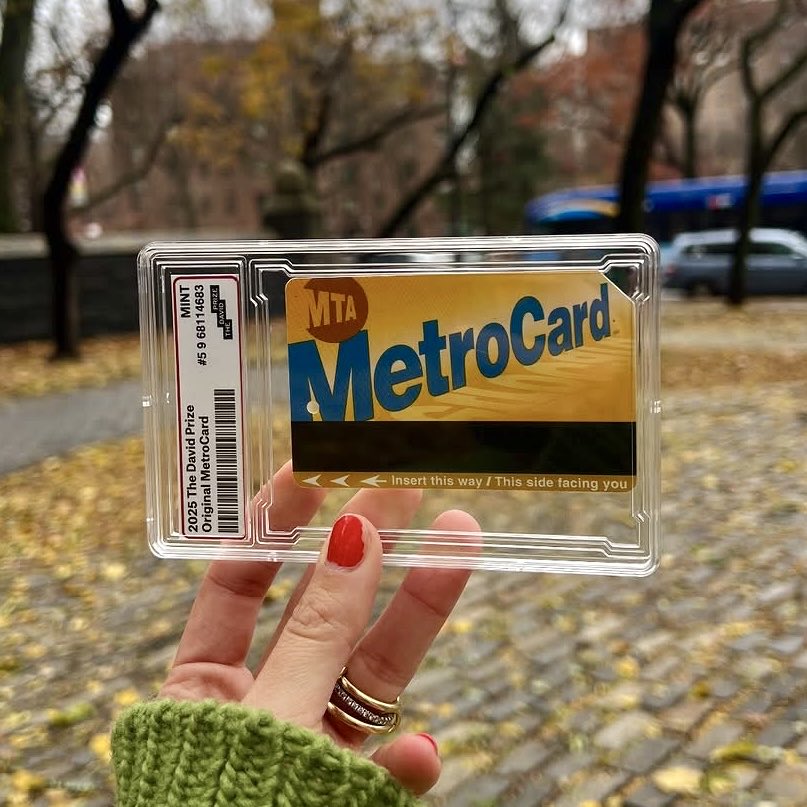 2025 The David Prize
Original MetroCard
MINT
#5 9 68114683
THE
DAVID
PRIZE
MTA
MetroCard
Insert this way / This side facing you